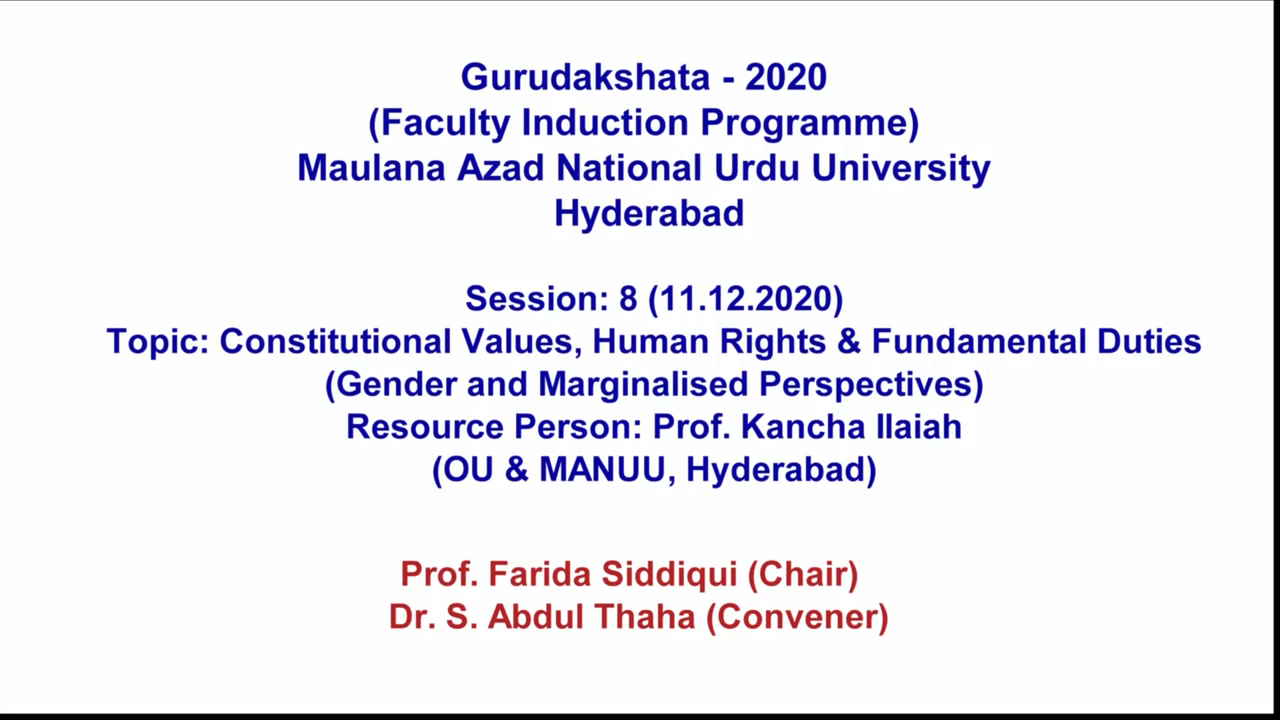 Gurudakshata - 2020
(Faculty Induction Programme)
Maulana Azad National Urdu University
Hyderabad
Session: 8 (11.12.2020)
Topic: Constitutional Values, Human Rights & Fundamental Duties
(Gender and Marginalised Perspectives)
Resource Person: Prof. Kancha Ilaiah
(OU & MANUU, Hyderabad)
Prof. Farida Siddiqui (Chair)
Dr. S. Abdul Thaha (Convener)